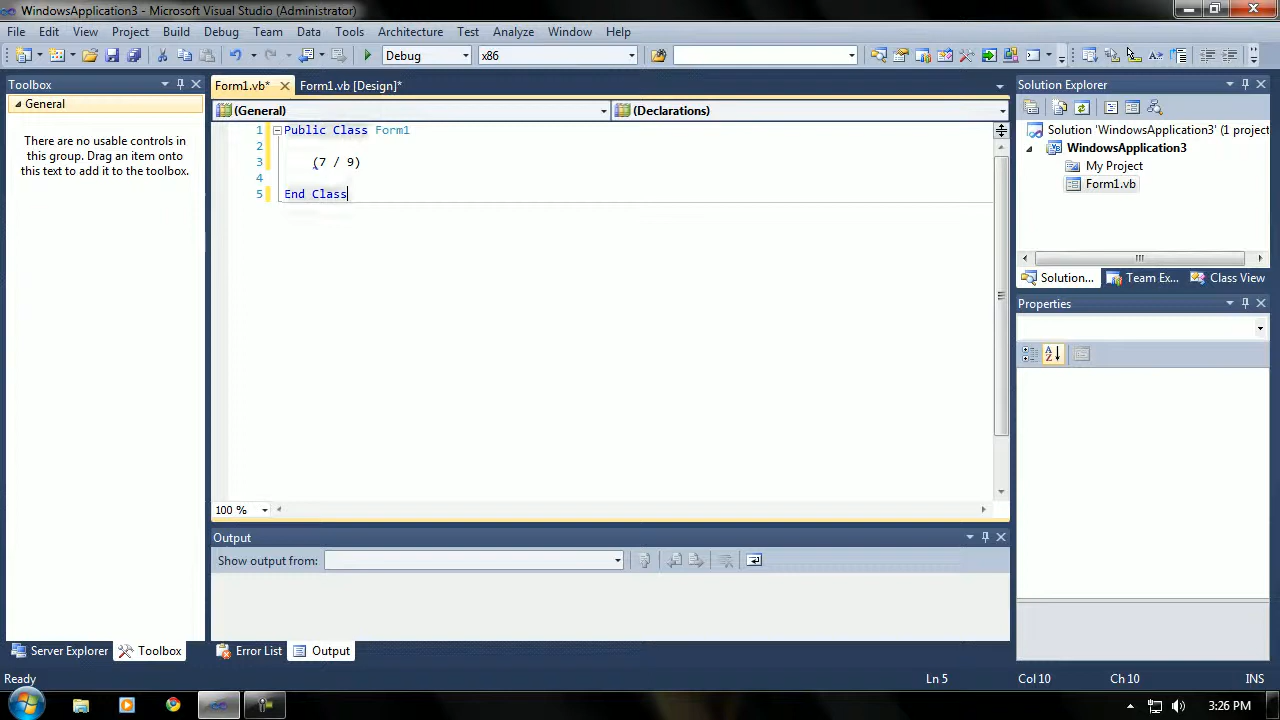 WindowsApplication3 - Microsoft Visual Studio (Administrator)
File Edit View Project Build Debug Team Data Tools Architecture Test Analyze Window Help
Debug x86
Toolbox
General
There are no usable controls in
this group. Drag an item onto
this text to add it to the toolbox.
Server Explorer Toolbox
Form1.vb* Form1.vb [Design]*
(General) (Declarations)
1 Public Class Form1
2
3 (7 / 9)
4
5 End Class
100 %
Output
Show output from:
Error List Output
Solution Explorer
Solution 'WindowsApplication3' (1 project
WindowsApplication3
My Project
Form1.vb
Solution... Team Ex... Class View
Properties
Ready Ln 5 Col 10 Ch 10 INS
3:26 PM